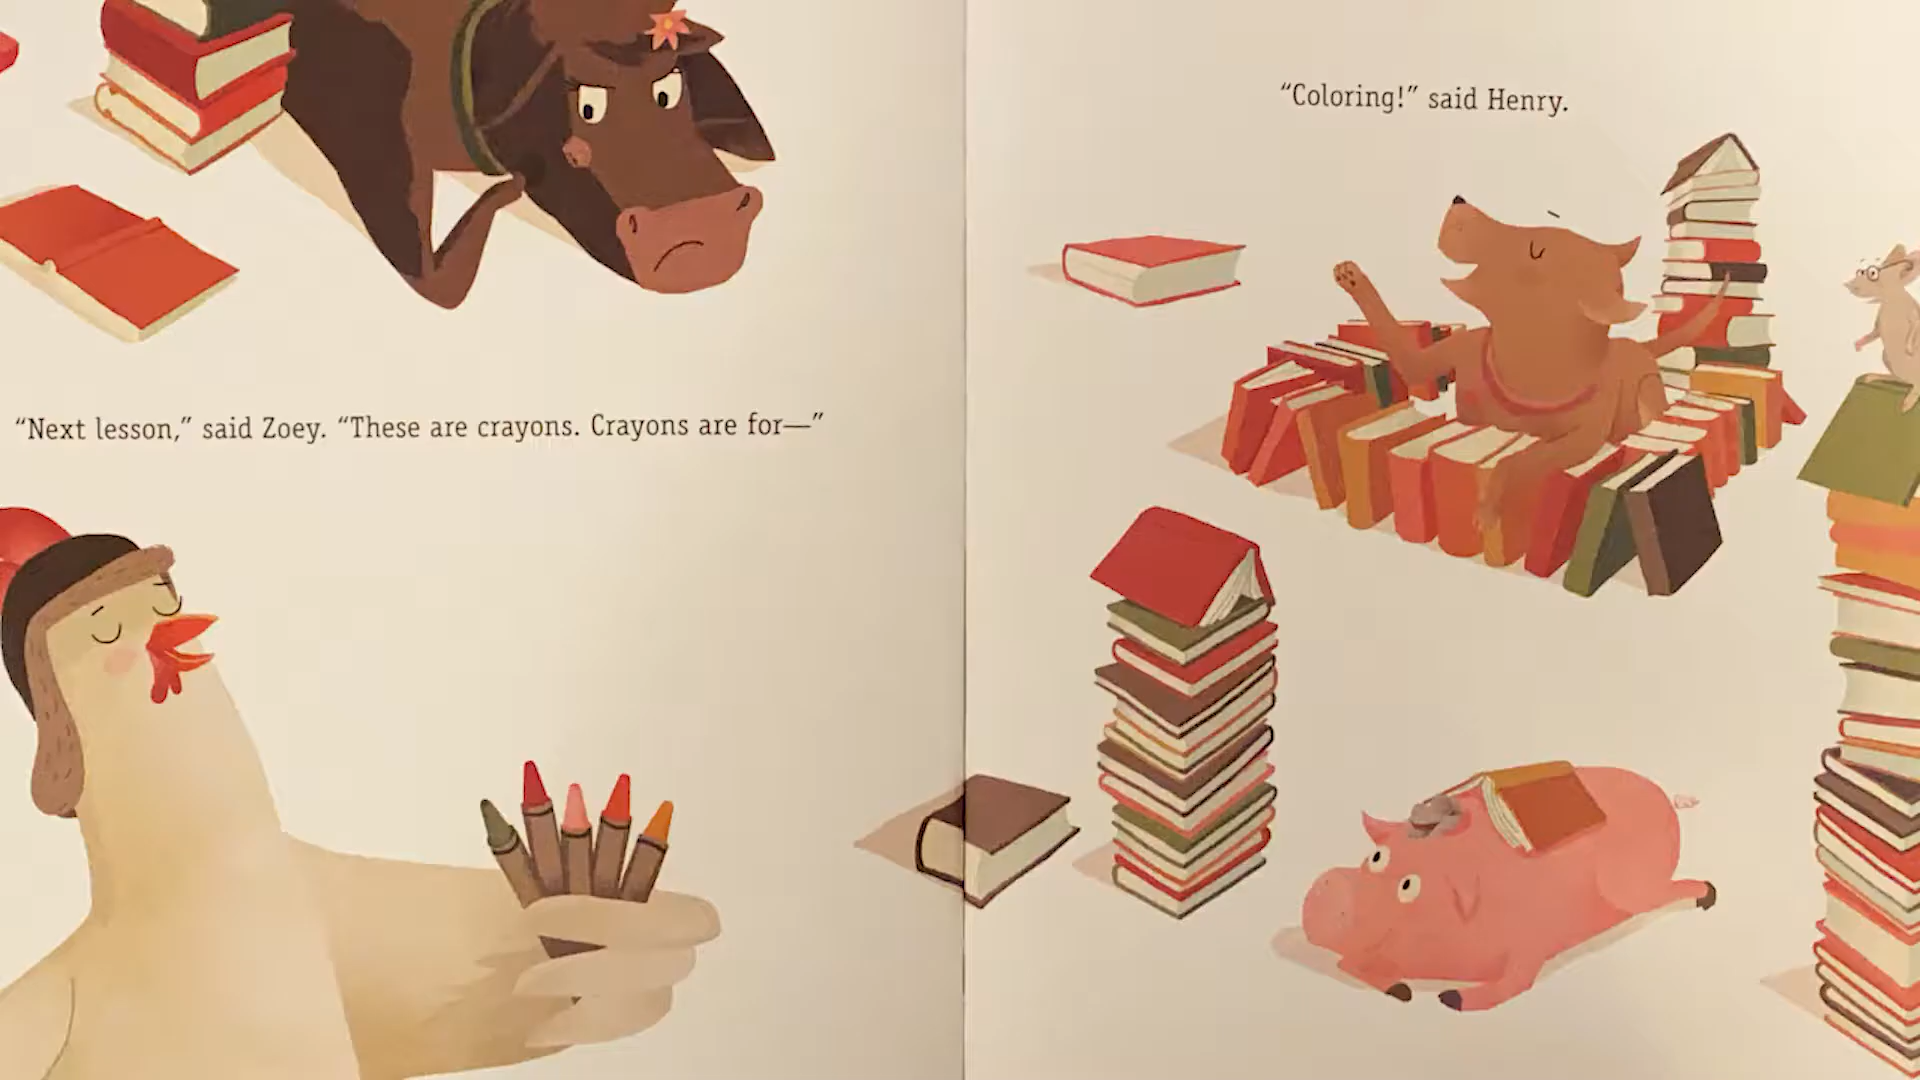 “Next lesson,” said Zoey. “These are crayons. Crayons are for—”
“Coloring!” said Henry.